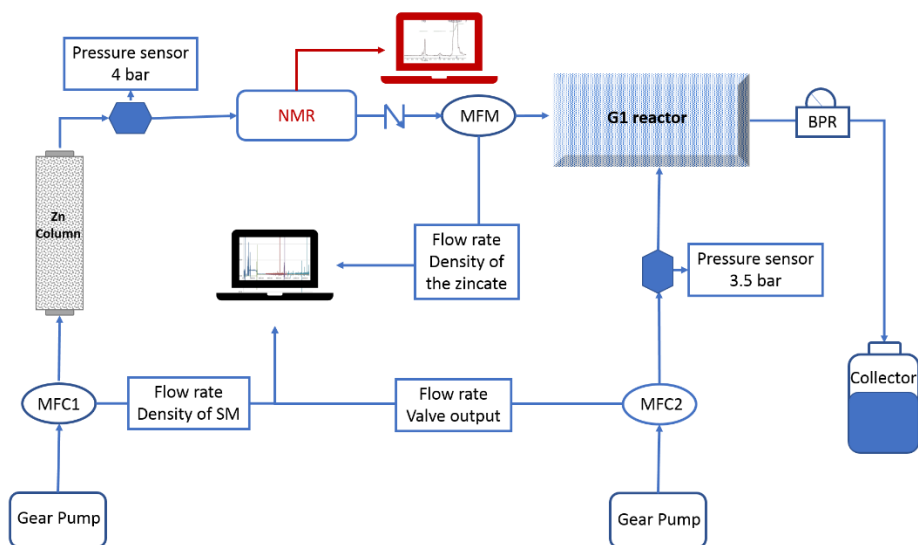 Pressure sensor
4 bar
NMR
MFM
G1 reactor
BPR
Zn
Column
Flow rate
Density of
the zincate
Pressure sensor
3.5 bar
MFC1
Flow rate
Density of SM
Flow rate
Valve output
MFC2
Collector
Gear Pump
Gear Pump